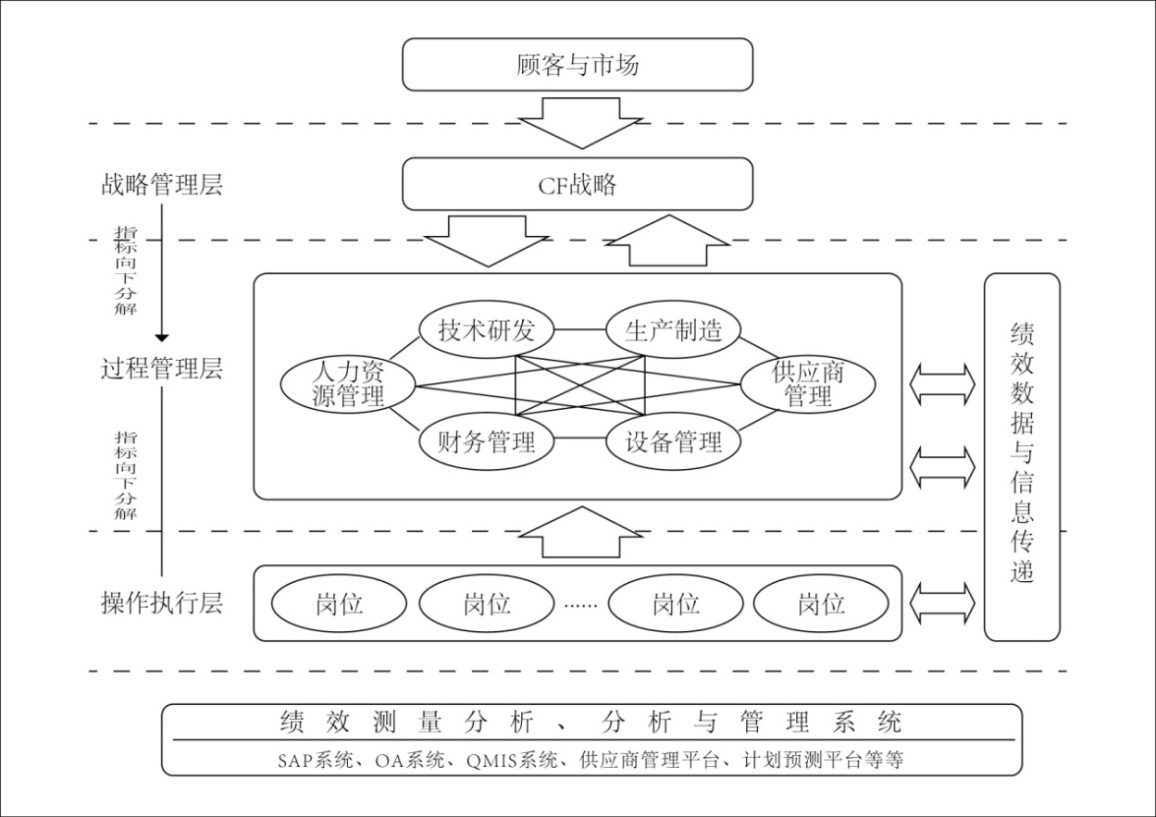 顾客与市场
战略管理层
CF战略
指标向下分解
过程管理层
技术研发
生产制造
人力资
源管理
供应商
管理
财务管理
设备管理
绩效数据与信息传递
指标向下分解
操作执行层
岗位
岗位
......
岗位
岗位
绩效测量分析、分析与管理系统
SAP系统、OA系统、QMIS系统、供应商管理平台、计划预测平台等等